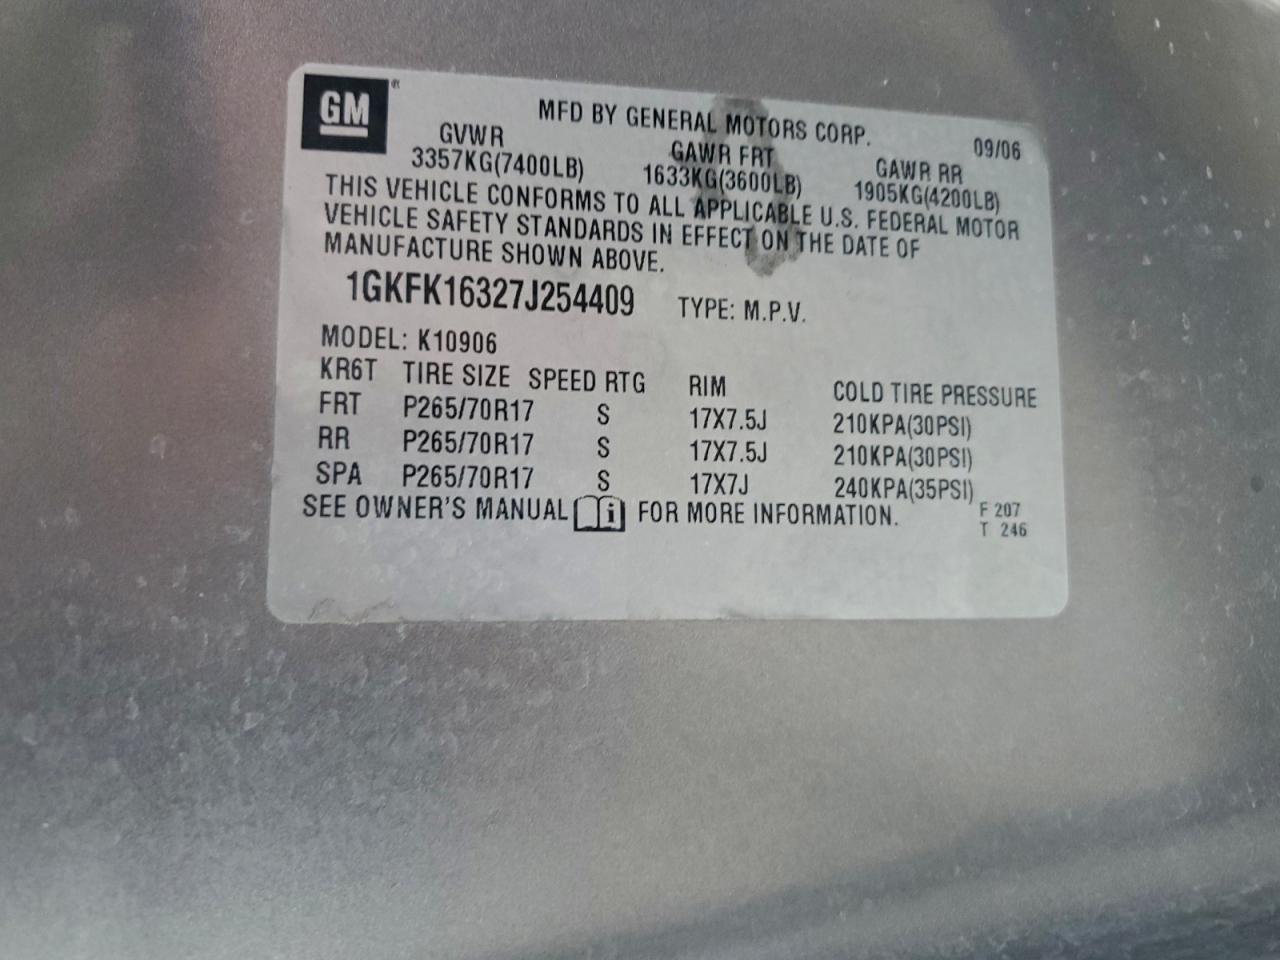 GM
MFD BY GENERAL MOTORS CORP. 09/06
GVWR GAWR FRT GAWR RR
3357KG(7400LB) 1633KG(3600LB) 1905KG(4200LB)
THIS VEHICLE CONFORMS TO ALL APPLICABLE U.S. FEDERAL MOTOR
VEHICLE SAFETY STANDARDS IN EFFECT ON THE DATE OF
MANUFACTURE SHOWN ABOVE.
1GKFK16327J254409 TYPE: M.P.V.
MODEL: K10906
KR6T TIRE SIZE SPEED RTG RIM COLD TIRE PRESSURE
FRT P265/70R17 S 17X7.5J 210KPA(30PSI)
RR P265/70R17 S 17X7.5J 210KPA(30PSI)
SPA P265/70R17 S 17X7J 240KPA(35PSI)
SEE OWNER'S MANUAL i FOR MORE INFORMATION. F 207
T 246